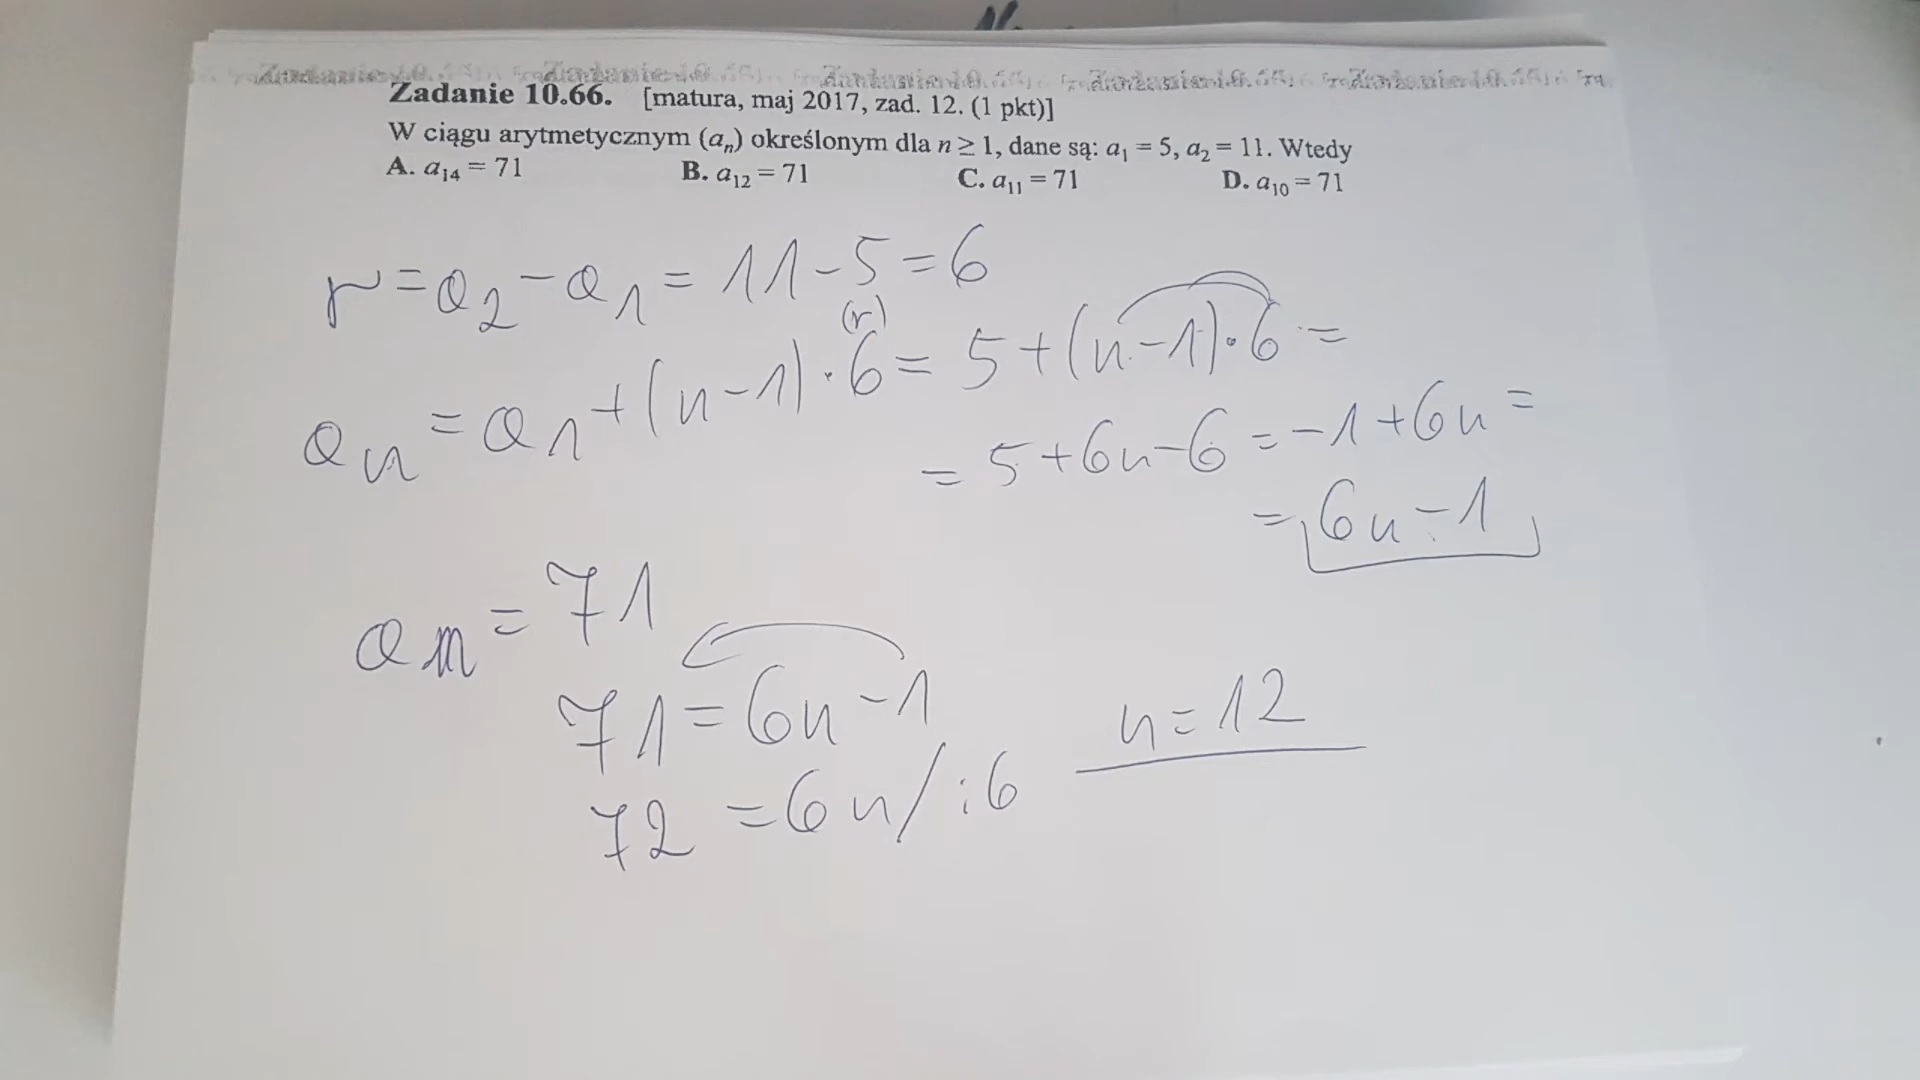 Zadanie 10.66. [matura, maj 2017, zad. 12. (1 pkt)]
W ciągu arytmetycznym (aₙ) określonym dla n ≥ 1, dane są: a₁ = 5, a₂ = 11. Wtedy
A. a₁₄ = 71 B. a₁₂ = 71 C. a₁₁ = 71 D. a₁₀ = 71
r = a₂ - a₁ = 11 - 5 = 6
(r)
aₙ = a₁ + (n - 1) · 6 = 5 + (n - 1) · 6 =
= 5 + 6n - 6 = -1 + 6n =
= 6n - 1
aₙ = 71
71 = 6n - 1
72 = 6n / : 6
n = 12